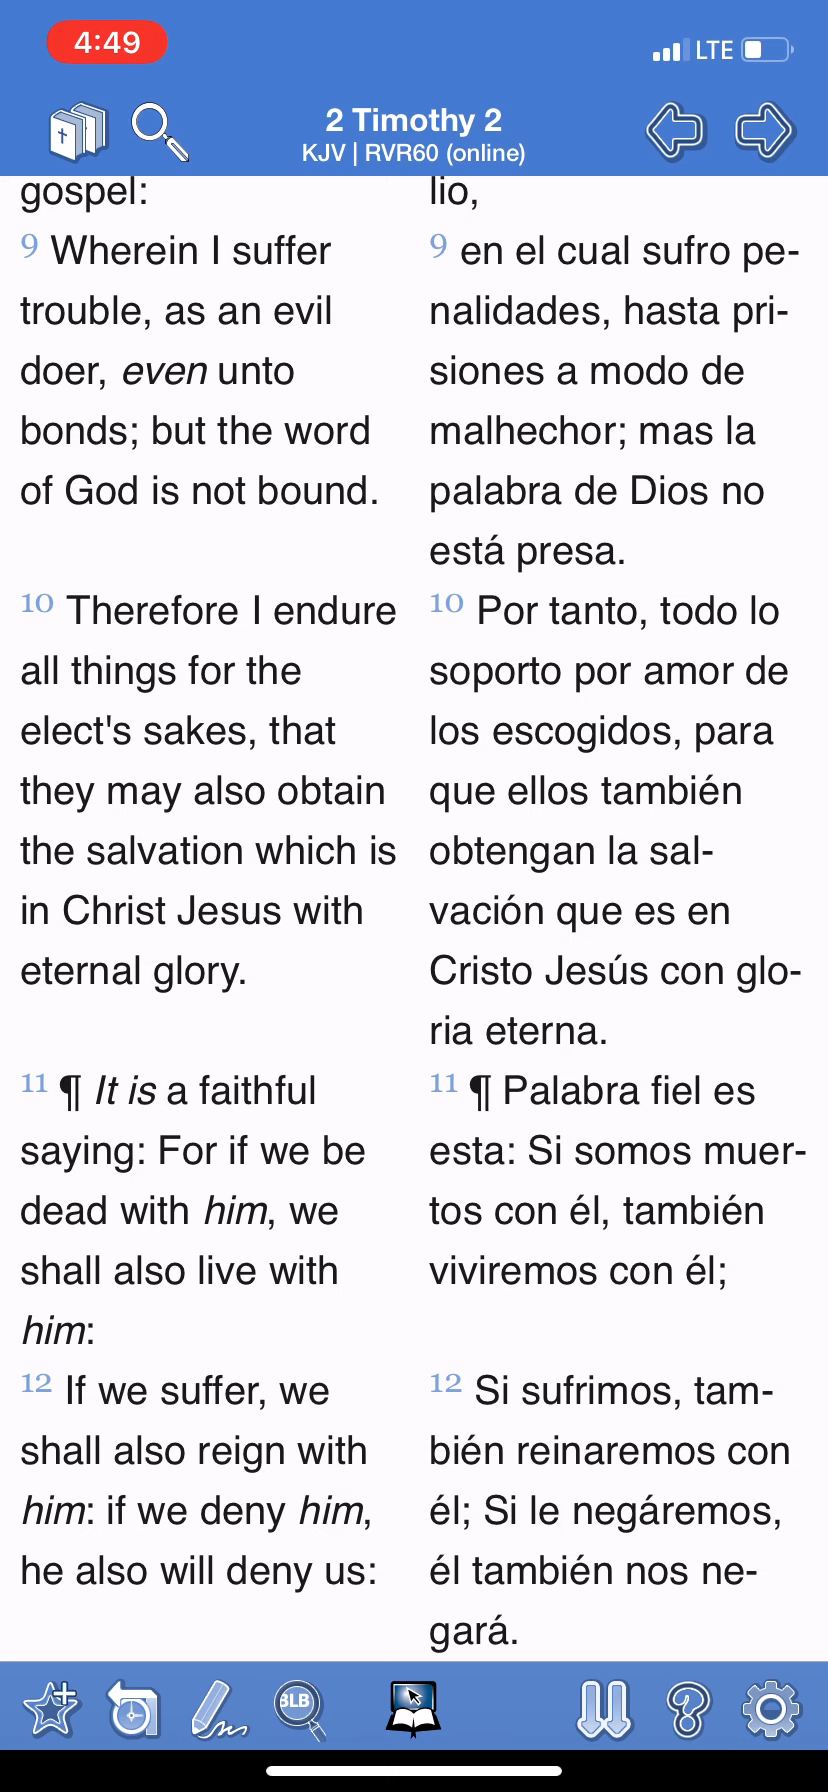 4:49
LTE
2 Timothy 2
KJV | RVR60 (online)
gospel:
9 Wherein I suffer
trouble, as an evil
doer, even unto
bonds; but the word
of God is not bound.
10 Therefore I endure
all things for the
elect's sakes, that
they may also obtain
the salvation which is
in Christ Jesus with
eternal glory.
11 ¶ It is a faithful
saying: For if we be
dead with him, we
shall also live with
him:
12 If we suffer, we
shall also reign with
him: if we deny him,
he also will deny us:
lio,
9 en el cual sufro pe-
nalidades, hasta pri-
siones a modo de
malhechor; mas la
palabra de Dios no
está presa.
10 Por tanto, todo lo
soporto por amor de
los escogidos, para
que ellos también
obtengan la sal-
vación que es en
Cristo Jesús con glo-
ria eterna.
11 ¶ Palabra fiel es
esta: Si somos muer-
tos con él, también
viviremos con él;
12 Si sufrimos, tam-
bién reinaremos con
él; Si le negáremos,
él también nos ne-
gará.
BLB